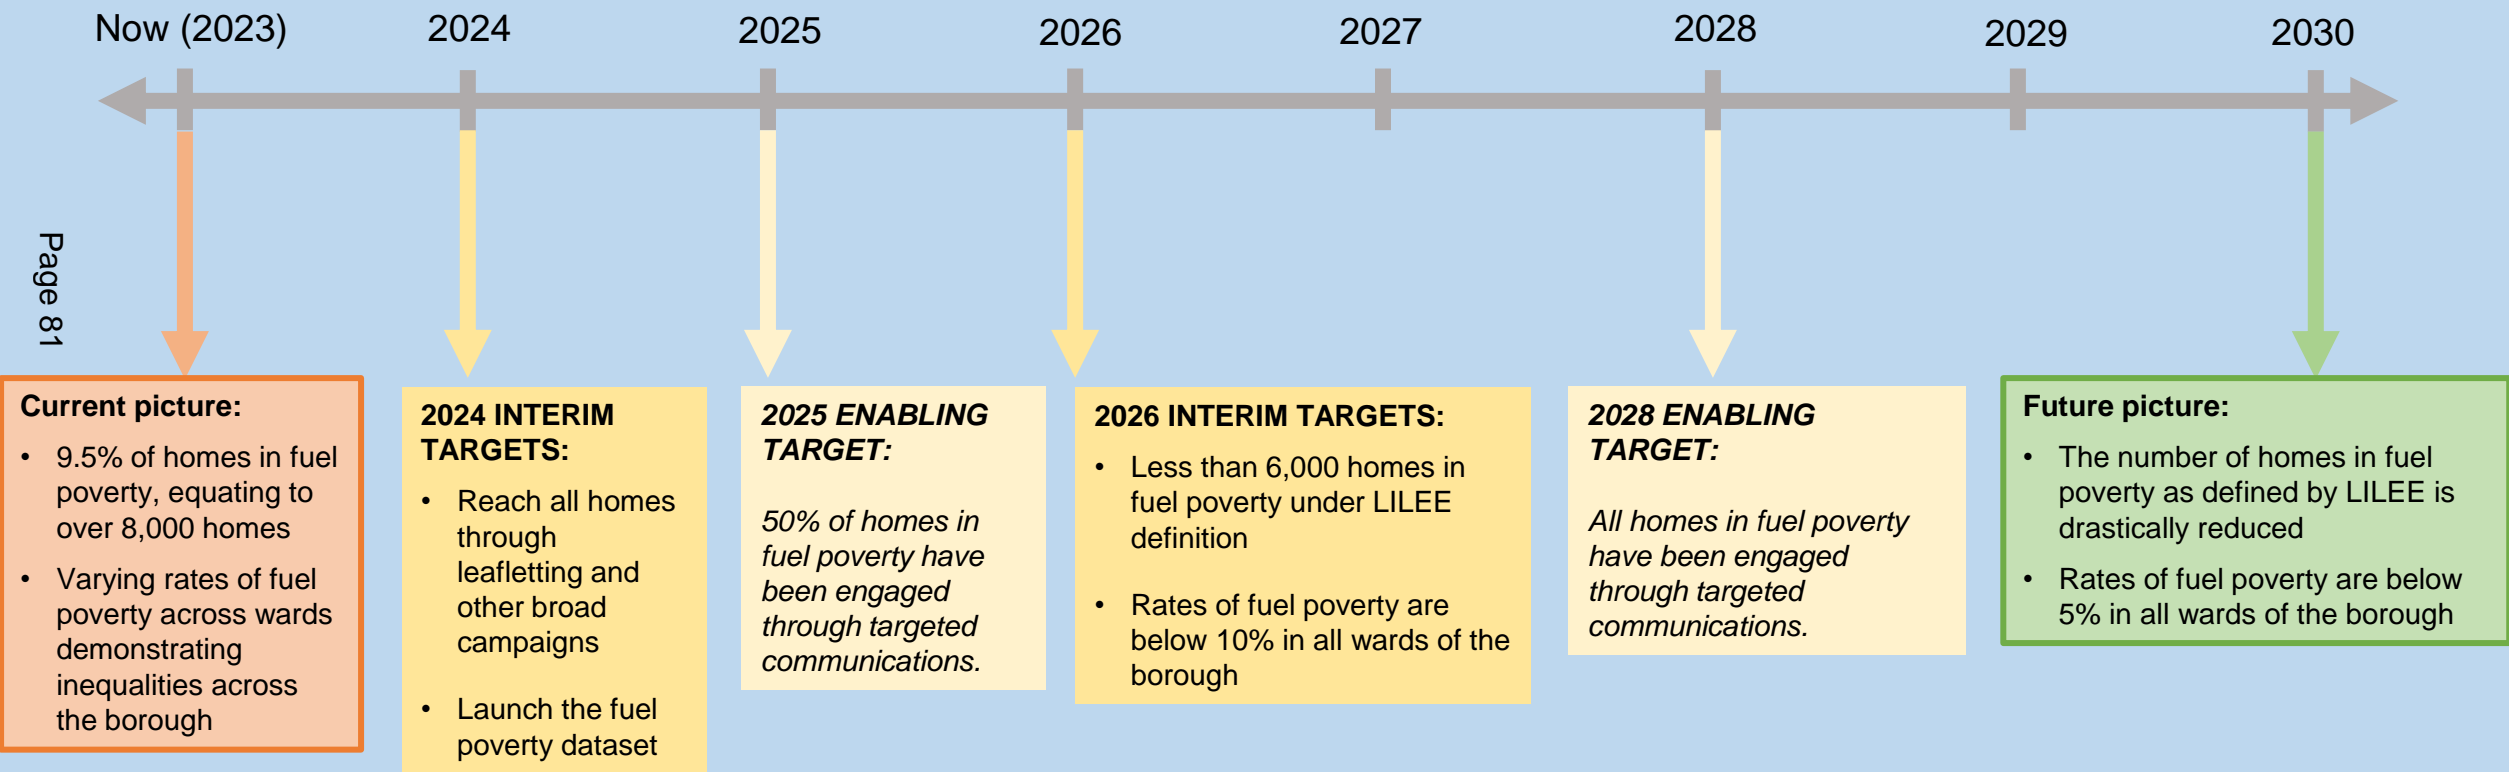 Now (2023)
2024
2025
2026
2027
2028
2029
2030
Page 81
Current picture:
• 9.5% of homes in fuel
poverty, equating to
over 8,000 homes
• Varying rates of fuel
poverty across wards
demonstrating
inequalities across
the borough
2024 INTERIM
TARGETS:
• Reach all homes
through
leafletting and
other broad
campaigns
• Launch the fuel
poverty dataset
2025 ENABLING
TARGET:
50% of homes in
fuel poverty have
been engaged
through targeted
communications.
2026 INTERIM TARGETS:
• Less than 6,000 homes in
fuel poverty under LILEE
definition
• Rates of fuel poverty are
below 10% in all wards of the
borough
2028 ENABLING
TARGET:
All homes in fuel poverty
have been engaged
through targeted
communications.
Future picture:
• The number of homes in fuel
poverty as defined by LILEE is
drastically reduced
• Rates of fuel poverty are below
5% in all wards of the borough